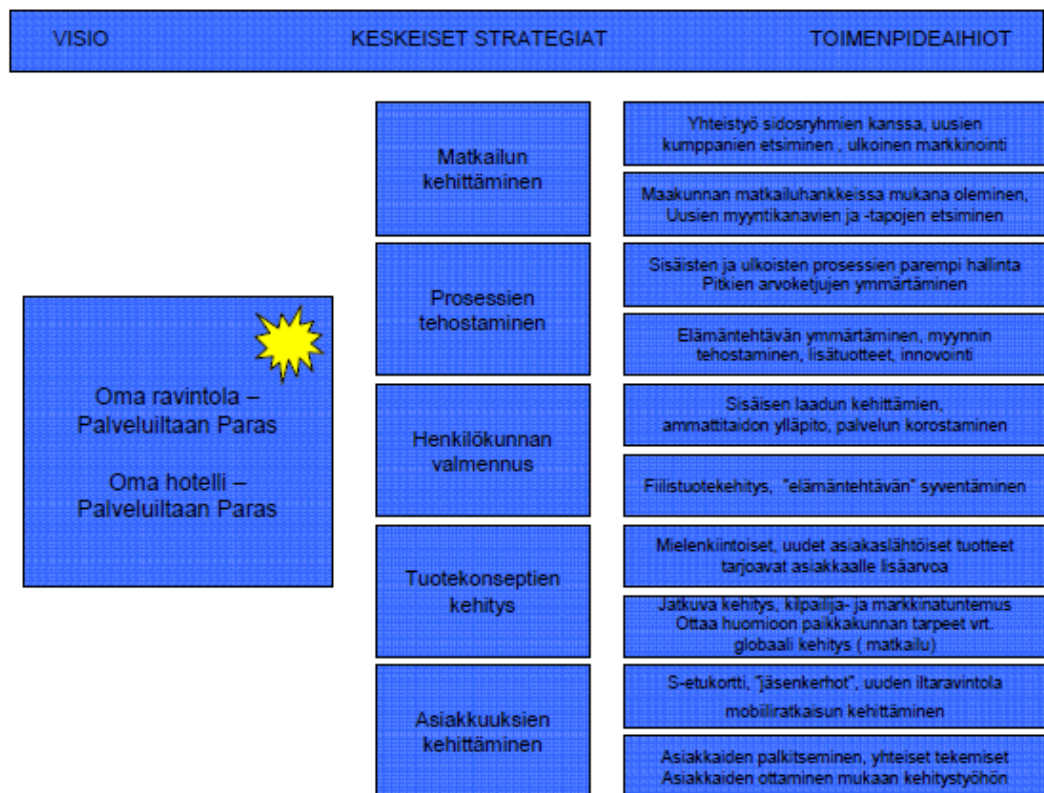 VISIO KESKEISET STRATEGIAT TOIMENPIDEAIHIOT
Oma ravintola –
Palveluiltaan Paras
Oma hotelli –
Palveluiltaan Paras
Matkailun
kehittäminen
Yhteistyö sidosryhmien kanssa, uusien
kumppanien etsiminen , ulkoinen markkinointi
Maakunnan matkailuhankkeissa mukana oleminen,
Uusien myyntikanavien ja -tapojen etsiminen
Prosessien
tehostaminen
Sisäisten ja ulkoisten prosessien parempi hallinta
Pitkien arvoketjujen ymmärtäminen
Elämäntehtävän ymmärtäminen, myynnin
tehostaminen, lisätuotteet, innovointi
Henkilökunnan
valmennus
Sisäisen laadun kehittämien,
ammattitaidon ylläpito, palvelun korostaminen
Fiilistuotekehitys, "elämäntehtävän" syventäminen
Tuotekonseptien
kehitys
Mielenkiintoiset, uudet asiakaslähtöiset tuotteet
tarjoavat asiakkaalle lisäarvoa
Jatkuva kehitys, kilpailija- ja markkinatuntemus
Ottaa huomioon paikkakunnan tarpeet vrt.
globaali kehitys ( matkailu)
Asiakkuuksien
kehittäminen
S-etukortti, "jäsenkerhot", uuden iltaravintola
mobiiliratkaisun kehittäminen
Asiakkaiden palkitseminen, yhteiset tekemiset
Asiakkaiden ottaminen mukaan kehitystyöhön